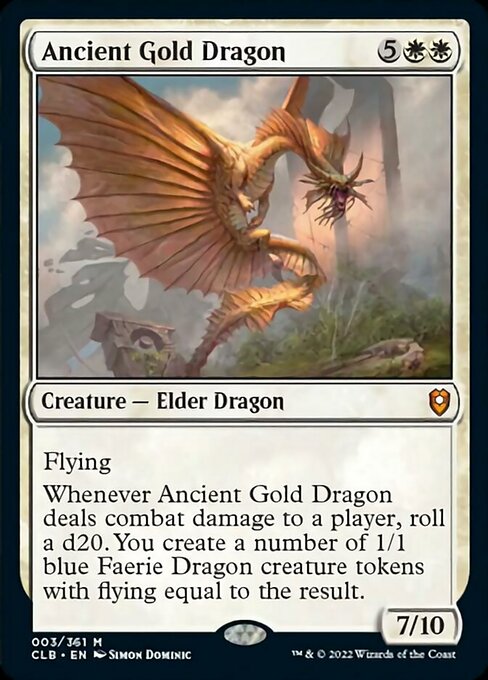 Ancient Gold Dragon 5
Creature — Elder Dragon
Flying
Whenever Ancient Gold Dragon
deals combat damage to a player, roll
a d20. You create a number of 1/1
blue Faerie Dragon creature tokens
with flying equal to the result.
7/10
003/361 M
CLB • EN Simon Dominic
™ & © 2022 Wizards of the Coast